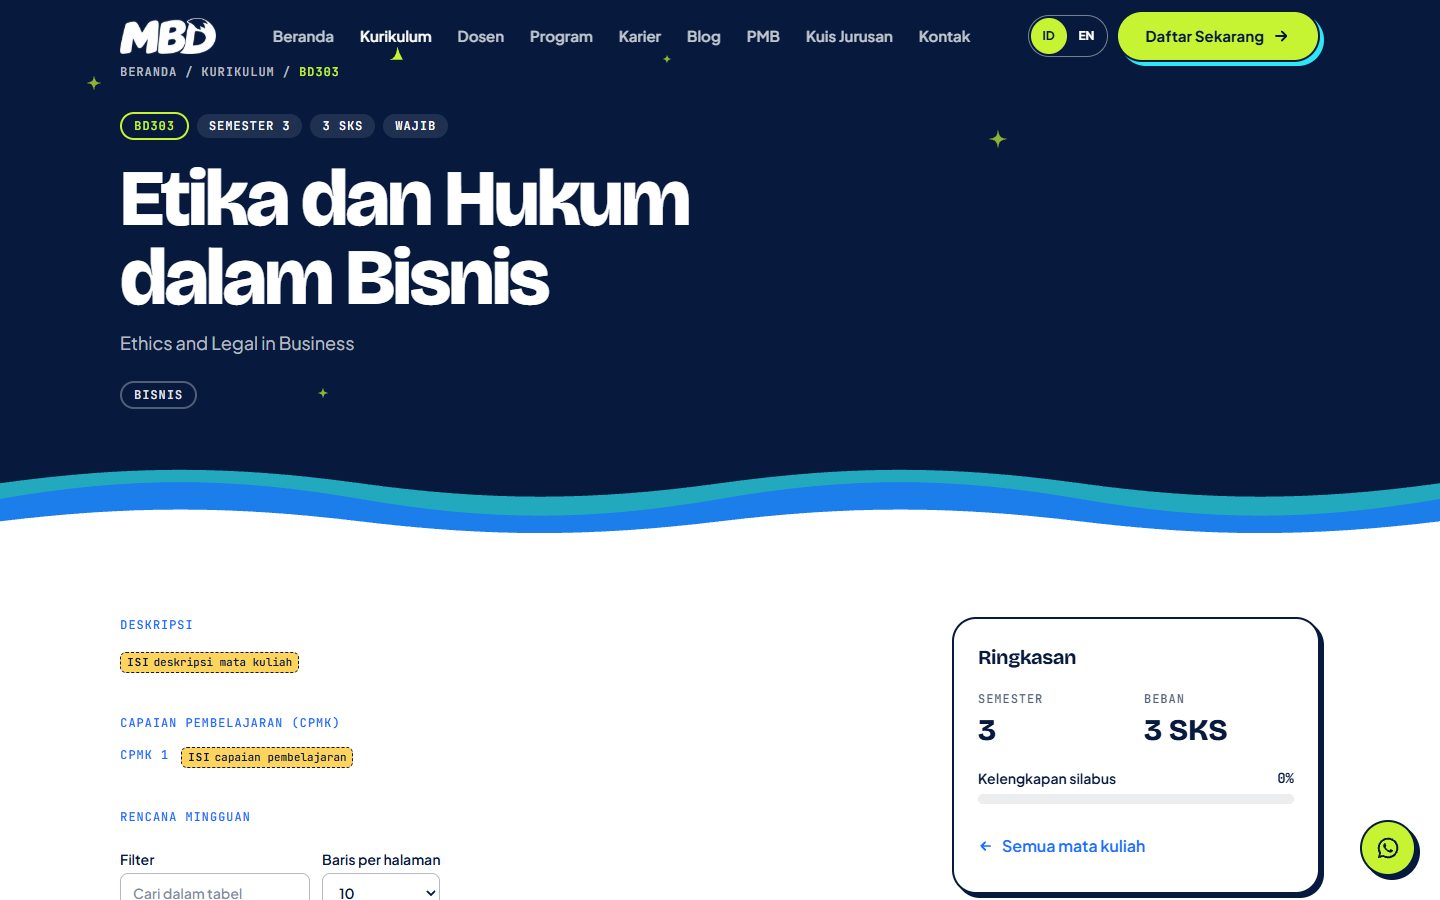 MBD
Beranda Kurikulum Dosen Program Karier Blog PMB Kuis Jurusan Kontak
ID EN
Daftar Sekarang →
BERANDA / KURIKULUM / BD303
BD303 SEMESTER 3 3 SKS WAJIB
Etika dan Hukum
dalam Bisnis
Ethics and Legal in Business
BISNIS
DESKRIPSI
ISI deskripsi mata kuliah
CAPAIAN PEMBELAJARAN (CPMK)
CPMK 1 ISI capaian pembelajaran
RENCANA MINGGUAN
Filter
Baris per halaman
Cari dalam tabel
10
Ringkasan
SEMESTER
3
BEBAN
3 SKS
Kelengkapan silabus 0%
← Semua mata kuliah